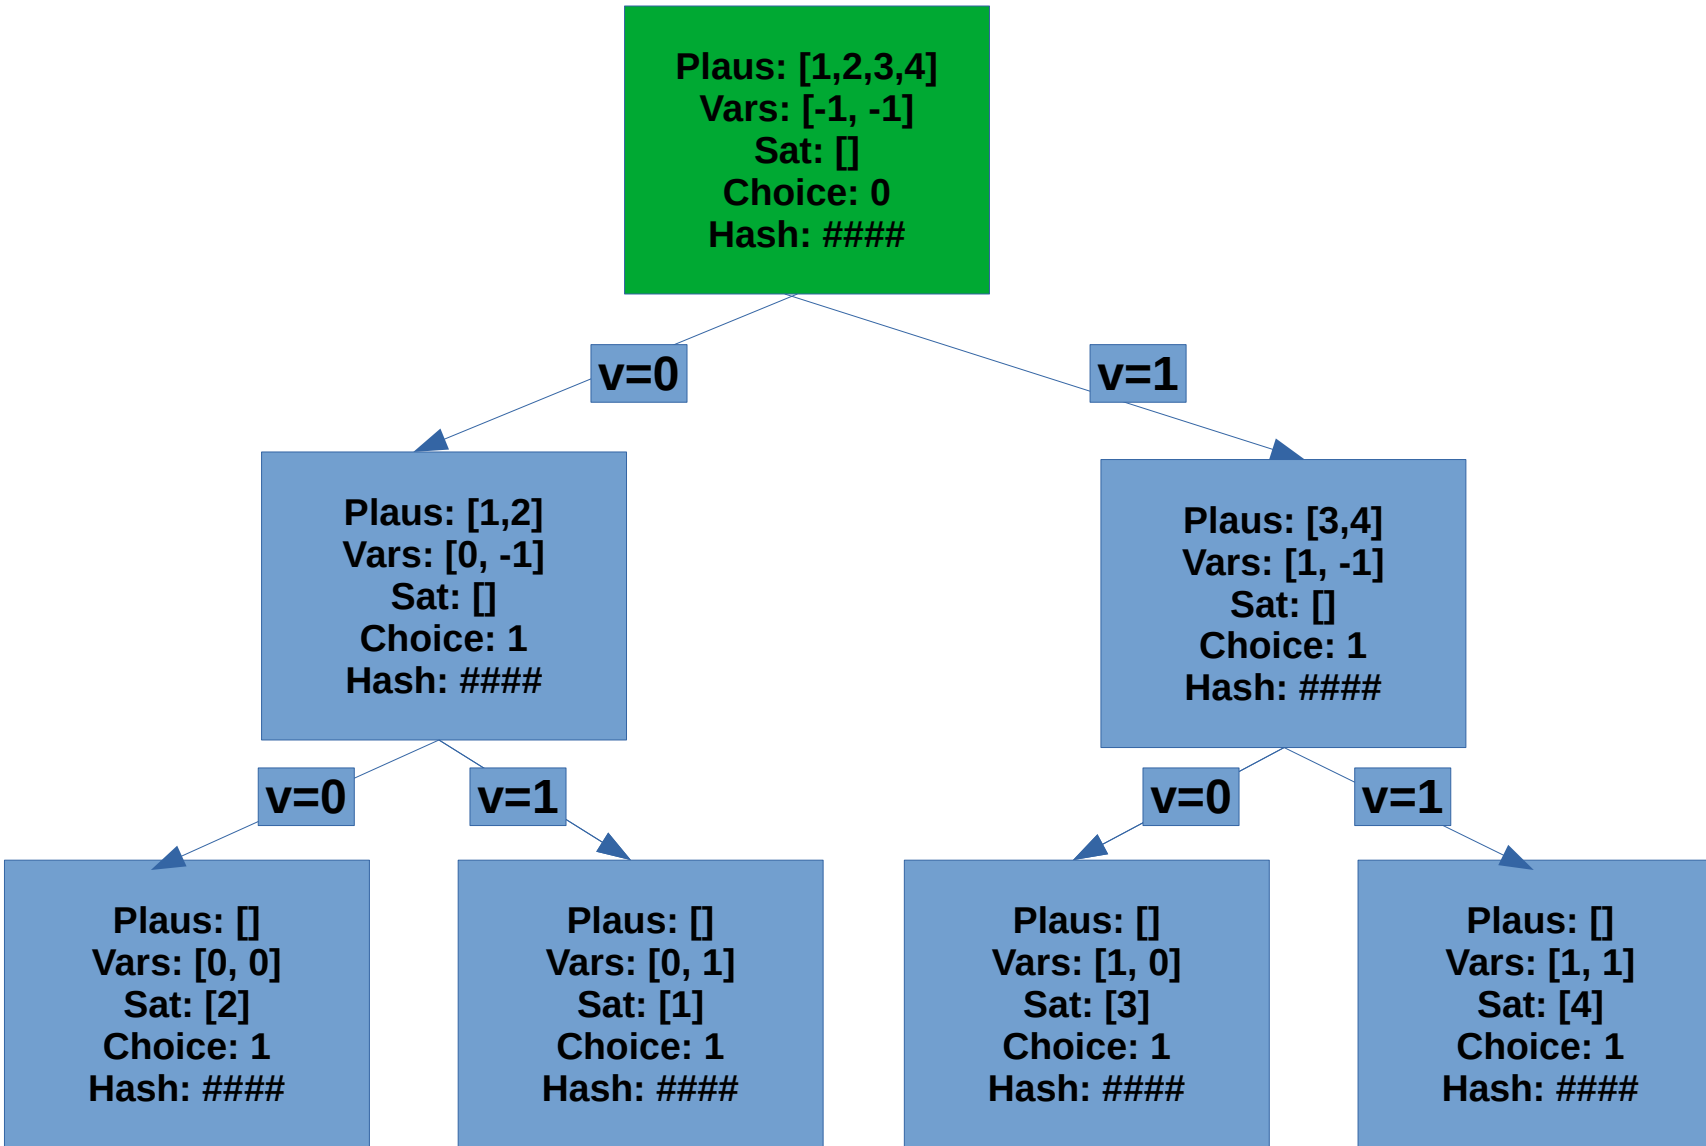 Plaus: [1,2,3,4]
Vars: [-1, -1]
Sat: []
Choice: 0
Hash: ####
v=0
v=1
Plaus: [1,2]
Vars: [0, -1]
Sat: []
Choice: 1
Hash: ####
Plaus: [3,4]
Vars: [1, -1]
Sat: []
Choice: 1
Hash: ####
v=0
v=1
v=0
v=1
Plaus: []
Vars: [0, 0]
Sat: [2]
Choice: 1
Hash: ####
Plaus: []
Vars: [0, 1]
Sat: [1]
Choice: 1
Hash: ####
Plaus: []
Vars: [1, 0]
Sat: [3]
Choice: 1
Hash: ####
Plaus: []
Vars: [1, 1]
Sat: [4]
Choice: 1
Hash: ####